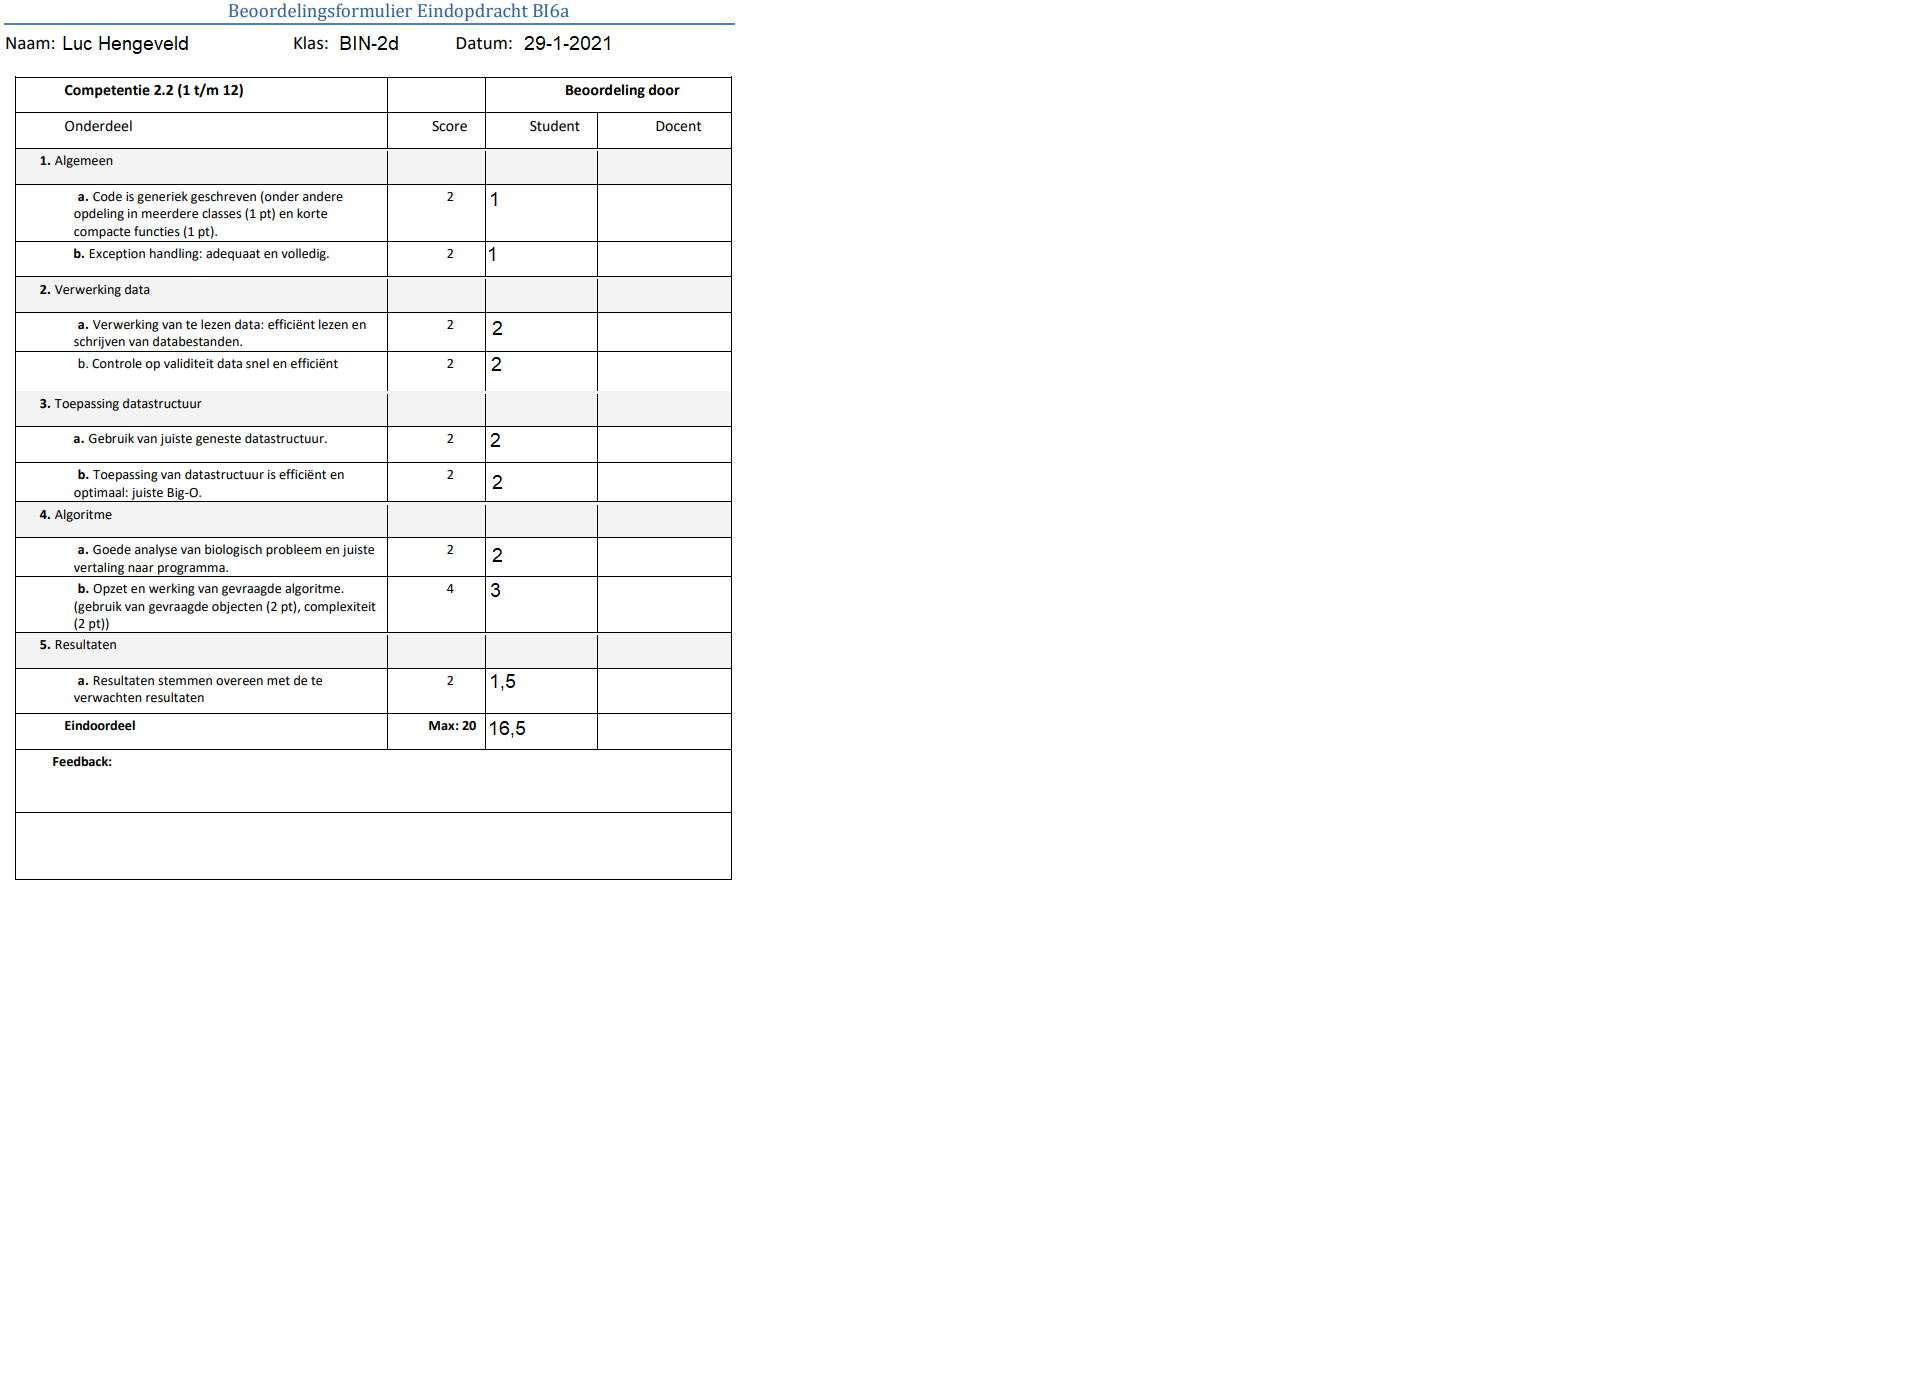 Beoordelingsformulier Eindopdracht BI6a
Naam: Luc Hengeveld Klas: BIN-2d Datum: 29-1-2021
Competentie 2.2 (1 t/m 12) Beoordeling door
Onderdeel Score Student Docent
1. Algemeen
a. Code is generiek geschreven (onder andere 2 1
opdeling in meerdere classes (1 pt) en korte
compacte functies (1 pt).
b. Exception handling: adequaat en volledig. 2 1
2. Verwerking data
a. Verwerking van te lezen data: efficiënt lezen en 2 2
schrijven van databestanden.
b. Controle op validiteit data snel en efficiënt 2 2
3. Toepassing datastructuur
a. Gebruik van juiste geneste datastructuur. 2 2
b. Toepassing van datastructuur is efficiënt en 2 2
optimaal: juiste Big-O.
4. Algoritme
a. Goede analyse van biologisch probleem en juiste 2 2
vertaling naar programma.
b. Opzet en werking van gevraagde algoritme. 4 3
(gebruik van gevraagde objecten (2 pt), complexiteit
(2 pt))
5. Resultaten
a. Resultaten stemmen overeen met de te 2 1,5
verwachten resultaten
Eindoordeel Max: 20 16,5
Feedback: